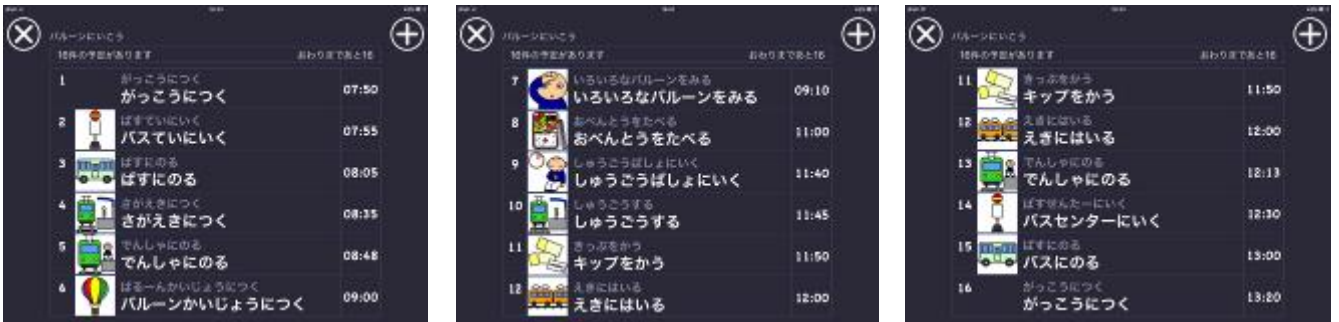 バルーンにいこう
16件の予定があります おわりまであと16
1 がっこうにつく
がっこうにつく 07:50
2 ばすていにいく
バスていにいく 07:55
3 ばすにのる
ばすにのる 08:05
4 さがえきにつく
さがえきにつく 08:35
5 でんしゃにのる
でんしゃにのる 08:48
6 ばるーんかいじょうにつく
バルーンかいじょうにつく 09:00
バルーンにいこう
16件の予定があります おわりまであと16
7 いろいろなバルーンをみる
いろいろなバルーンをみる 09:10
8 おべんとうをたべる
おべんとうをたべる 11:00
9 しゅうごうばしょにいく
しゅうごうばしょにいく 11:40
10 しゅうごうする
しゅうごうする 11:45
11 きっぷをかう
キップをかう 11:50
12 えきにはいる
えきにはいる 12:00
バルーンにいこう
16件の予定があります おわりまであと16
11 きっぷをかう
キップをかう 11:50
12 えきにはいる
えきにはいる 12:00
13 でんしゃにのる
でんしゃにのる 12:13
14 ばすせんたーにいく
バスセンターにいく 12:30
15 ばすにのる
バスにのる 13:00
16 がっこうにつく
がっこうにつく 13:20